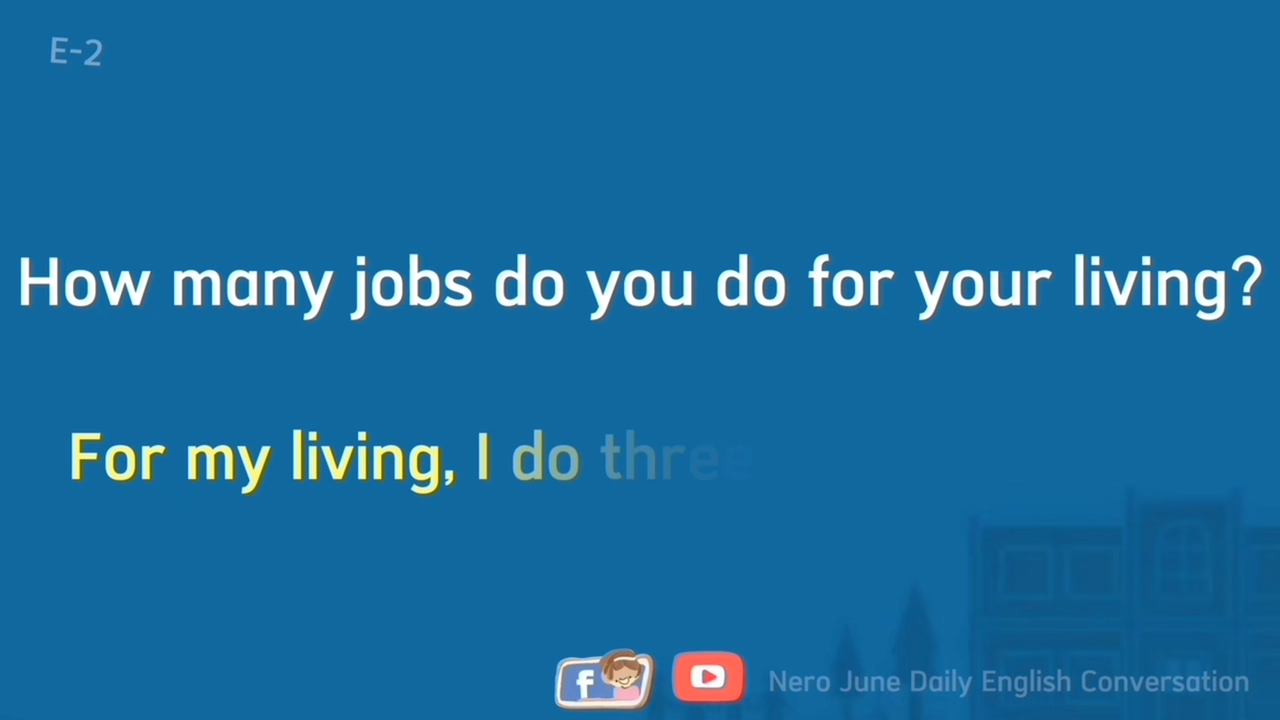 E-2
How many jobs do you do for your living?
For my living, I do three
f
Nero June Daily English Conversation